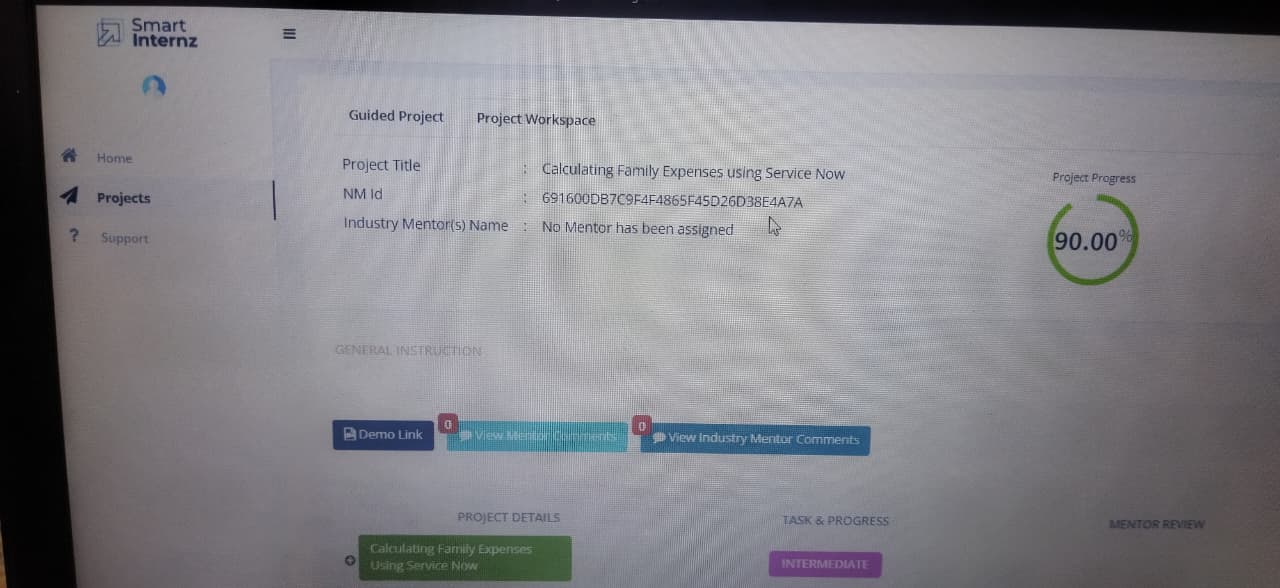 Smart
Internz
Home
Projects
Support
Guided Project
Project Workspace
Project Title : Calculating Family Expenses using Service Now
NM Id : 691600DB7C9F4F4865F45D26D38E4A7A
Industry Mentor(s) Name : No Mentor has been assigned
Project Progress
90.00%
GENERAL INSTRUCTION
Demo Link
0
View Mentor Comments
0
View Industry Mentor Comments
PROJECT DETAILS
TASK & PROGRESS
MENTOR REVIEW
Calculating Family Expenses
Using Service Now
INTERMEDIATE